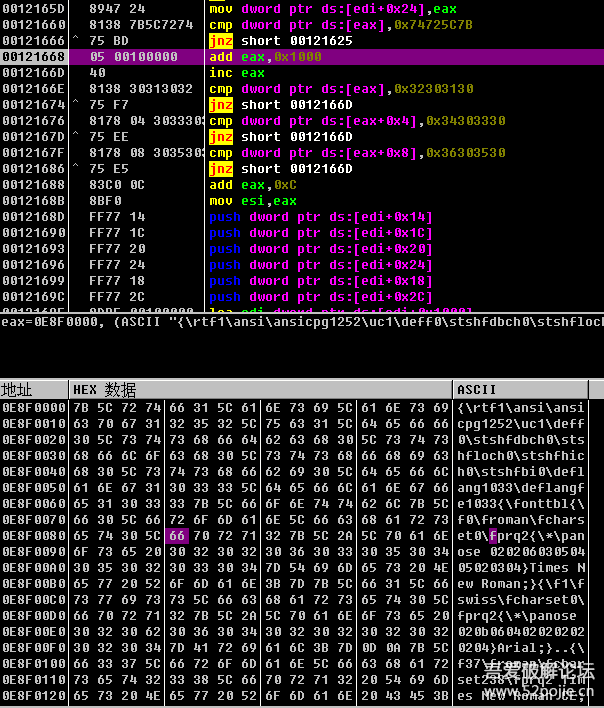 0012165D 8947 24 mov dword ptr ds:[edi+0x24],eax
00121660 8138 7B5C7274 cmp dword ptr ds:[eax],0x74725C7B
00121666 ^ 75 BD jnz short 00121625
00121668 05 00100000 add eax,0x1000
0012166D 40 inc eax
0012166E 8138 30313032 cmp dword ptr ds:[eax],0x32303130
00121674 ^ 75 F7 jnz short 0012166D
00121676 8178 04 303330 cmp dword ptr ds:[eax+0x4],0x34303330
0012167D ^ 75 EE jnz short 0012166D
0012167F 8178 08 303530 cmp dword ptr ds:[eax+0x8],0x36303530
00121686 ^ 75 E5 jnz short 0012166D
00121688 83C0 0C add eax,0xC
0012168B 8BF0 mov esi,eax
0012168D FF77 14 push dword ptr ds:[edi+0x14]
00121690 FF77 1C push dword ptr ds:[edi+0x1C]
00121693 FF77 20 push dword ptr ds:[edi+0x20]
00121696 FF77 24 push dword ptr ds:[edi+0x24]
00121699 FF77 18 push dword ptr ds:[edi+0x18]
0012169C FF77 2C push dword ptr ds:[edi+0x2C]
eax=0E8F0000, (ASCII "{\rtf1\ansi\ansicpg1252\uc1\deff0\stshfdbch0\stshfloch
地址 HEX 数据 ASCII
0E8F0000 7B 5C 72 74 66 31 5C 61 6E 73 69 5C 61 6E 73 69 {\rtf1\ansi\ansi
0E8F0010 63 70 67 31 32 35 32 5C 75 63 31 5C 64 65 66 66 cpg1252\uc1\deff
0E8F0020 30 5C 73 74 73 68 66 64 62 63 68 30 5C 73 74 73 0\stshfdbch0\sts
0E8F0030 68 66 6C 6F 63 68 30 5C 73 74 73 68 66 68 69 63 hfloch0\stshfhic
0E8F0040 68 30 5C 73 74 73 68 66 62 69 30 5C 64 65 66 6C h0\stshfbi0\defl
0E8F0050 61 6E 67 31 30 33 33 5C 64 65 66 6C 61 6E 67 66 ang1033\deflangf
0E8F0060 65 31 30 33 33 7B 5C 66 6F 6E 74 74 62 6C 7B 5C e1033{\fonttbl{\
0E8F0070 66 30 5C 66 72 6F 6D 61 6E 5C 66 63 68 61 72 73 f0\froman\fchars
0E8F0080 65 74 30 5C 66 70 72 71 32 7B 5C 2A 5C 70 61 6E et0\fprq2{\*\pan
0E8F0090 6F 73 65 20 30 32 30 32 30 36 30 33 30 35 30 34 ose 020206030504
0E8F00A0 30 35 30 32 30 33 30 34 7D 54 69 6D 65 73 20 4E 05020304}Times N
0E8F00B0 65 77 20 52 6F 6D 61 6E 3B 7D 7B 5C 66 31 5C 66 ew Roman;}{\f1\f
0E8F00C0 73 77 69 73 73 5C 66 63 68 61 72 73 65 74 30 5C swiss\fcharset0\
0E8F00D0 66 70 72 71 32 7B 5C 2A 5C 70 61 6E 6F 73 65 20 fprq2{\*\panose
0E8F00E0 30 32 30 62 30 36 30 34 30 32 30 32 30 32 30 32 020b060402020202
0E8F00F0 30 32 30 34 7D 41 72 69 61 6C 3B 7D 0D 0A 7B 5C 0204}Arial;}..{\
0E8F0100 66 33 37 5C 66 72 6F 6D 61 6E 5C 66 63 68 61 72 f37\froman\fchar
0E8F0110 73 65 74 32 33 38 5C 66 70 72 71 32 20 54 69 6D set238\fprq2 Tim
0E8F0120 65 73 20 4E 65 77 20 52 6F 6D 61 6E 20 43 45 3B es New Roman CE;
吾爱破解论坛
www.52pojie.cn